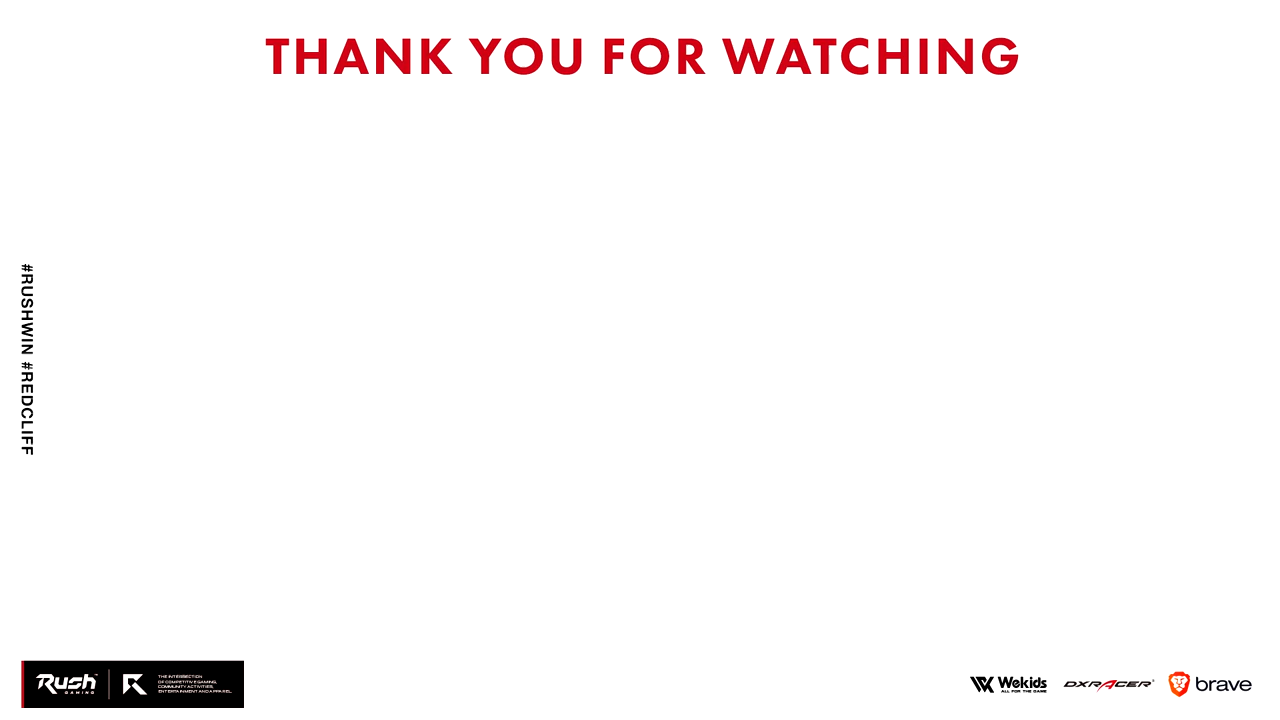 THANK YOU FOR WATCHING
#RUSHWIN #REDCLIFF
Rush
GAMING
THE INTERSECTION
OF COMPETITIVE GAMING,
COMMUNITY ACTIVITIES,
ENTERTAINMENT AND APPAREL.
Wekids
ALL FOR THE GAME
DXRACER
brave